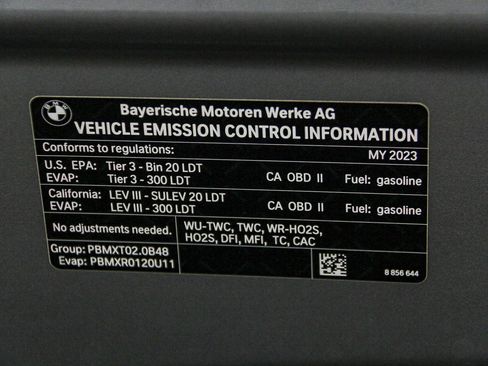 BMW
Bayerische Motoren Werke AG
VEHICLE EMISSION CONTROL INFORMATION
Conforms to regulations: MY 2023
U.S. EPA: Tier 3 - Bin 20 LDT
EVAP: Tier 3 - 300 LDT CA OBD II Fuel: gasoline
California: LEV III - SULEV 20 LDT
EVAP: LEV III - 300 LDT CA OBD II Fuel: gasoline
No adjustments needed. WU-TWC, TWC, WR-HO2S,
HO2S, DFI, MFI, TC, CAC
Group: PBMXT02.0B48
Evap: PBMXR0120U11
8 856 644